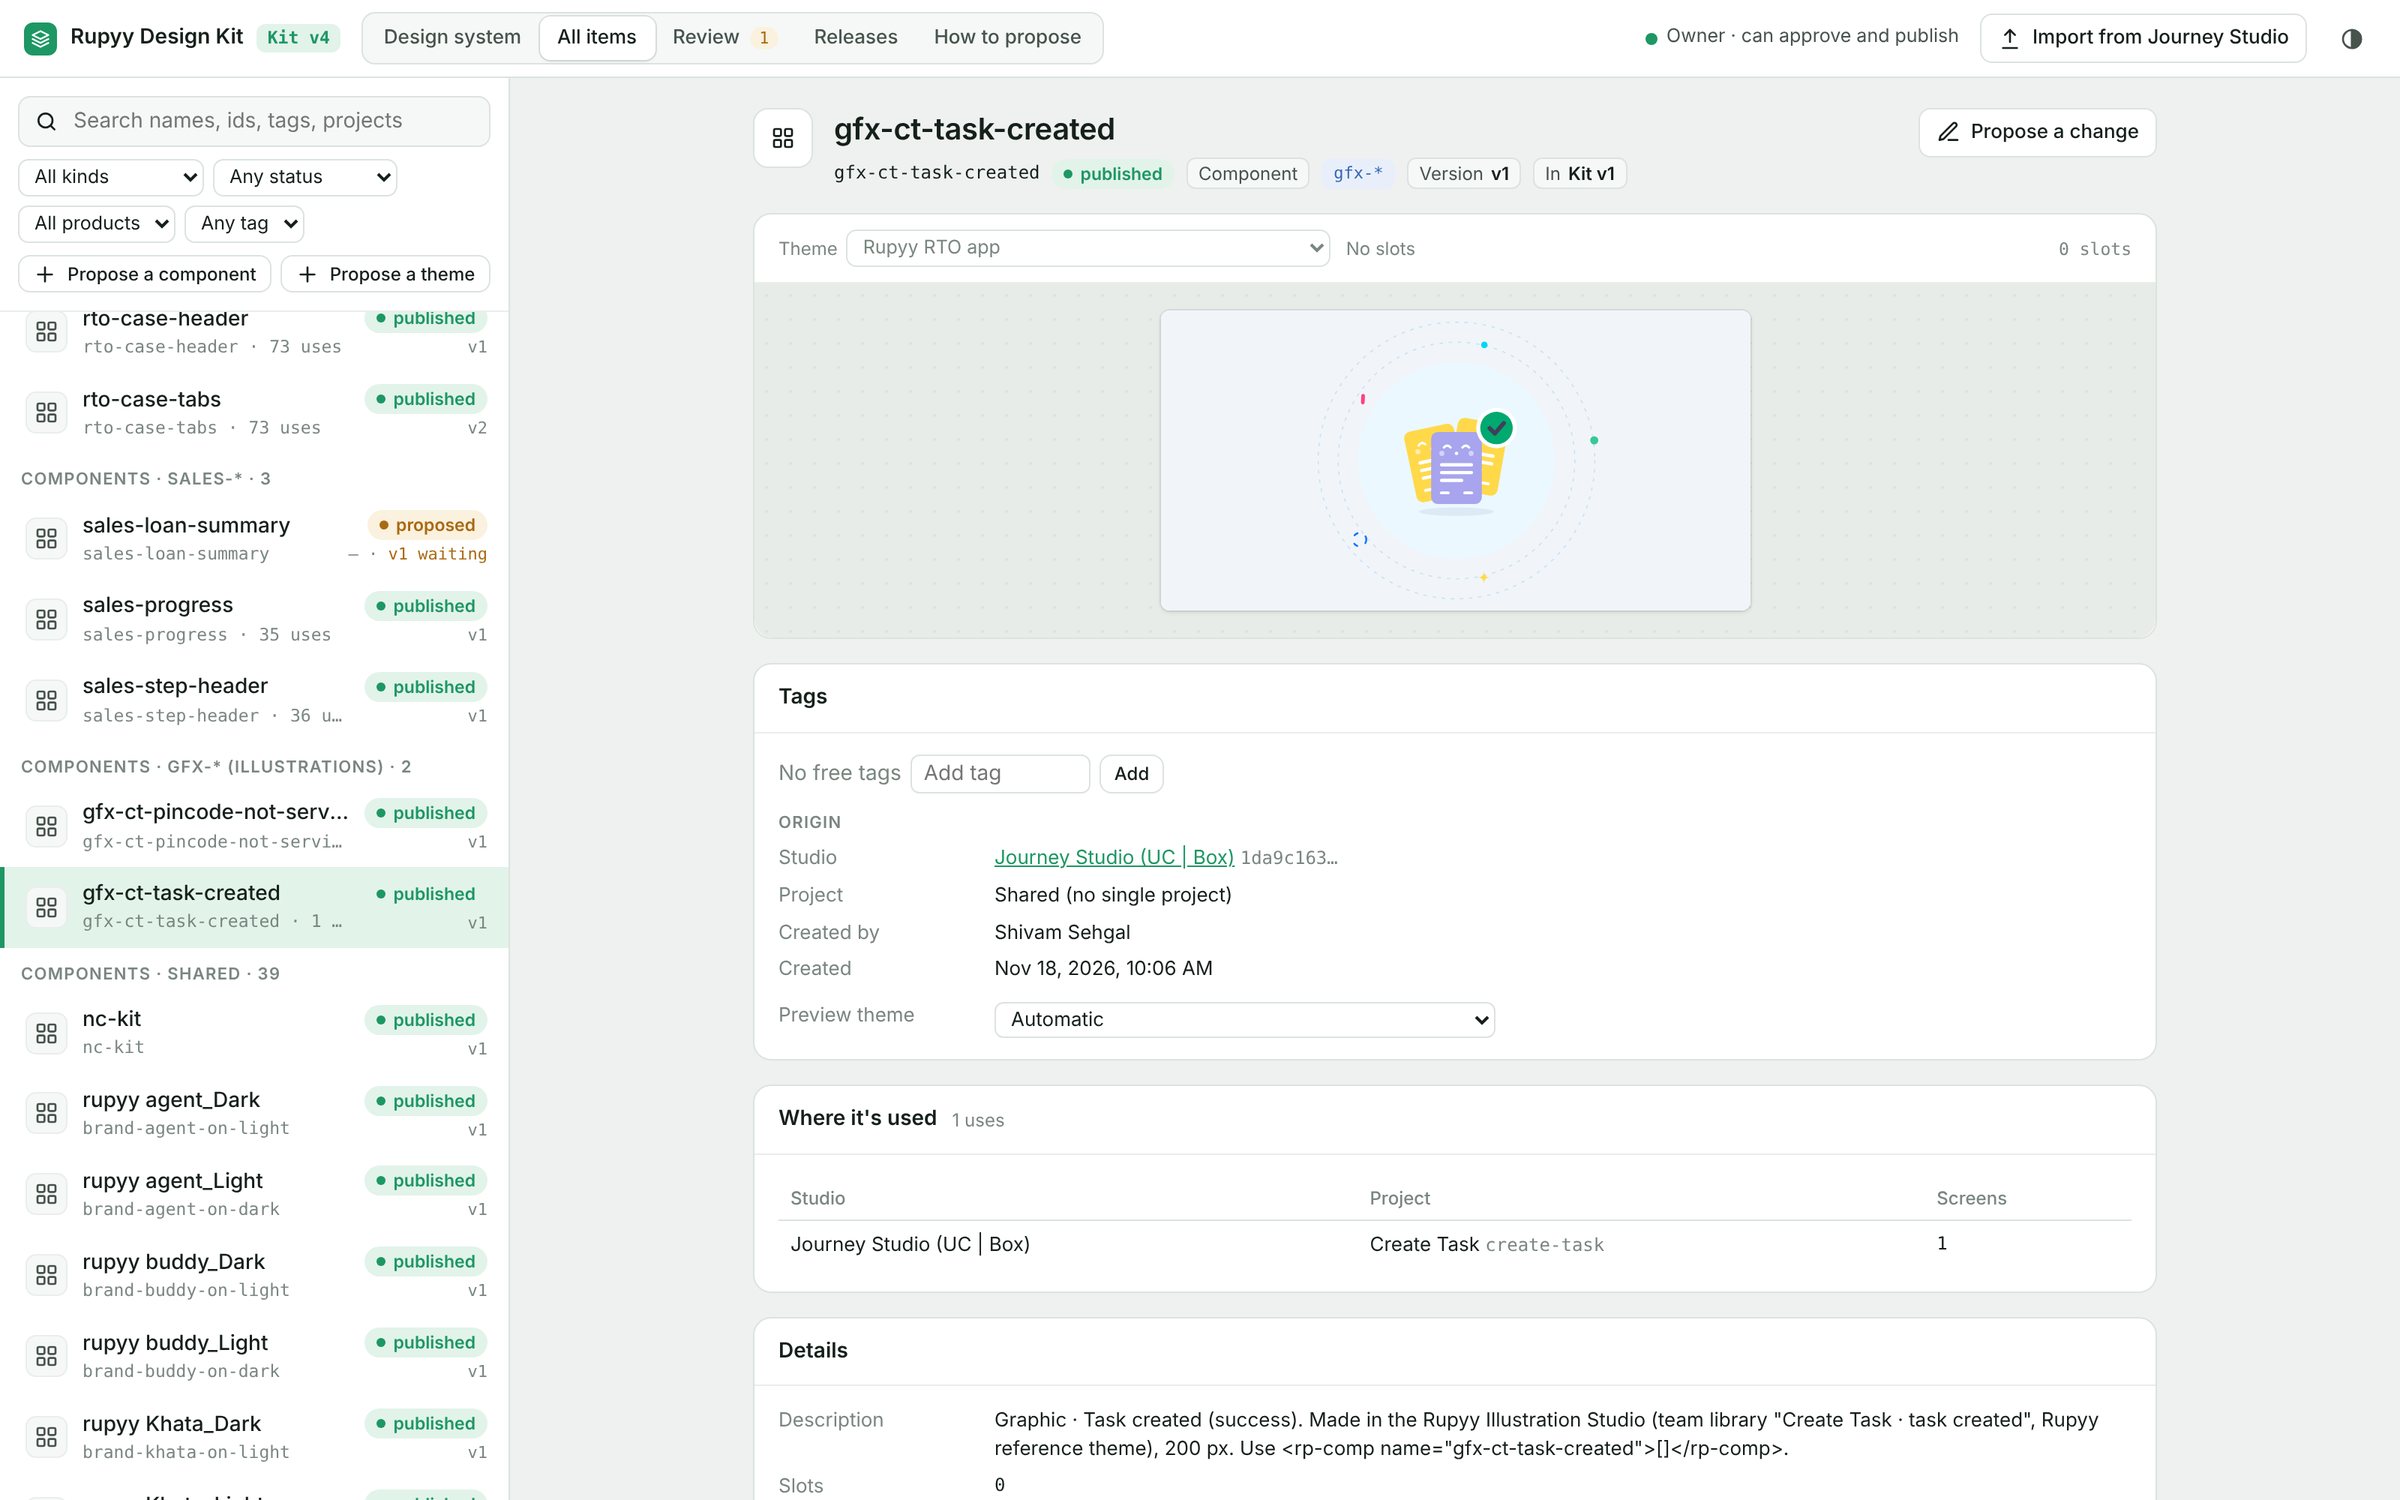 Rupyy Design Kit Kit v4 Design system All items Review 1 Releases How to propose Owner · can approve and publish Import from Journey Studio
Search names, ids, tags, projects
All kinds Any status
All products Any tag
Propose a component Propose a theme
rto-case-header published
rto-case-header · 73 uses v1
rto-case-tabs published
rto-case-tabs · 73 uses v2
COMPONENTS · SALES-* · 3
sales-loan-summary proposed
sales-loan-summary – · v1 waiting
sales-progress published
sales-progress · 35 uses v1
sales-step-header published
sales-step-header · 36 u… v1
COMPONENTS · GFX-* (ILLUSTRATIONS) · 2
gfx-ct-pincode-not-serv… published
gfx-ct-pincode-not-servi… v1
gfx-ct-task-created published
gfx-ct-task-created · 1 … v1
COMPONENTS · SHARED · 39
nc-kit published
nc-kit v1
rupyy agent_Dark published
brand-agent-on-light v1
rupyy agent_Light published
brand-agent-on-dark v1
rupyy buddy_Dark published
brand-buddy-on-light v1
rupyy buddy_Light published
brand-buddy-on-dark v1
rupyy Khata_Dark published
brand-khata-on-light v1
gfx-ct-task-created
Propose a change
gfx-ct-task-created published Component gfx-* Version v1 In Kit v1
Theme Rupyy RTO app No slots 0 slots
Tags
No free tags Add tag Add
ORIGIN
Studio Journey Studio (UC | Box) 1da9c163…
Project Shared (no single project)
Created by Shivam Sehgal
Created Nov 18, 2026, 10:06 AM
Preview theme Automatic
Where it's used 1 uses
Studio Project Screens
Journey Studio (UC | Box) Create Task create-task 1
Details
Description Graphic · Task created (success). Made in the Rupyy Illustration Studio (team library "Create Task · task created", Rupyy
reference theme), 200 px. Use <rp-comp name="gfx-ct-task-created">[]</rp-comp>.
Slots 0